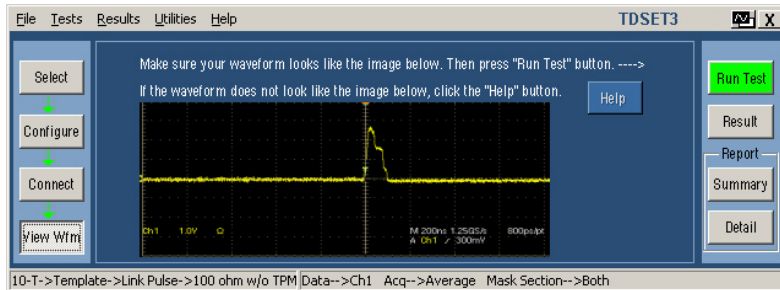 File Tests Results Utilities Help TDSET3 X
Make sure your waveform looks like the image below. Then press "Run Test" button. ---->
If the waveform does not look like the image below, click the "Help" button.
Help
Select
Configure
Connect
View Wfm
Ch1 1.0V Ω M 200ns 1.25GS/s 800ps/pt
A Ch1 / 300mV
Run Test
Result
Report
Summary
Detail
10-T->Template->Link Pulse->100 ohm w/o TPM Data-->Ch1 Acq-->Average Mask Section-->Both